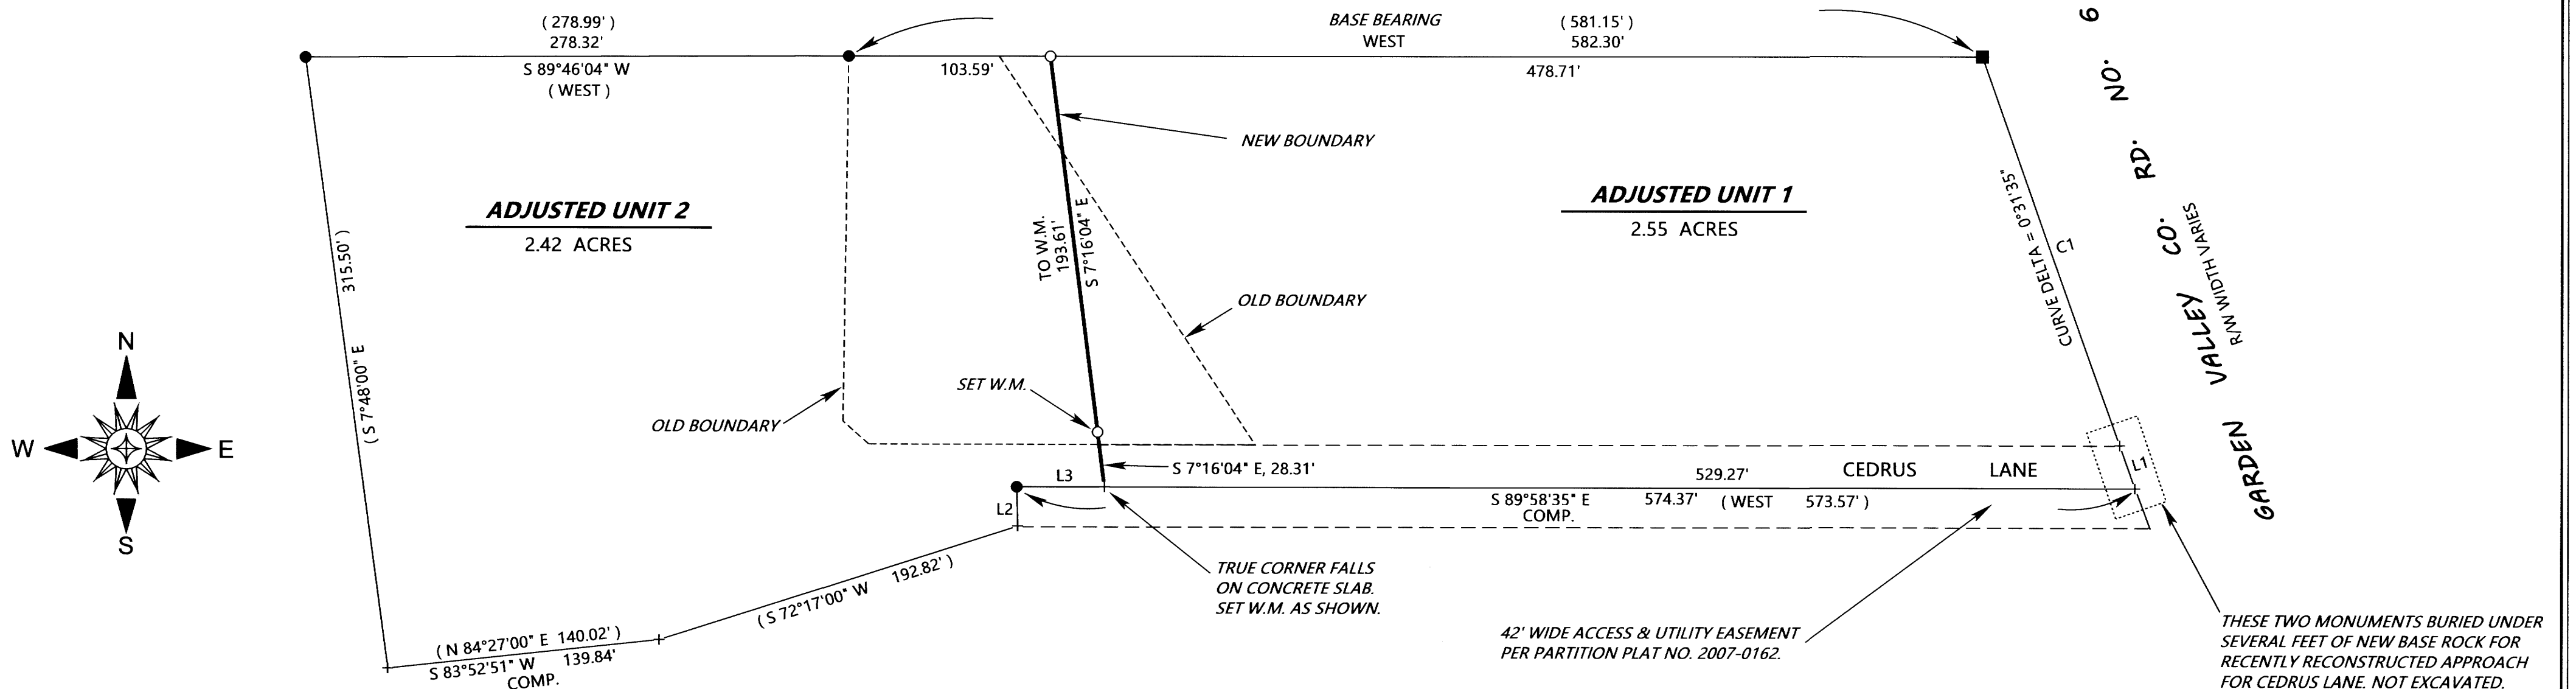 ( 278.99' )
278.32'
S 89°46'04" W
( WEST )
BASE BEARING
WEST
( 581.15' )
582.30'
103.59'
478.71'
NEW BOUNDARY
ADJUSTED UNIT 2
2.42 ACRES
ADJUSTED UNIT 1
2.55 ACRES
TO W.M.
193.61'
S 7°16'04" E
OLD BOUNDARY
( S 7°48'00" E 315.50' )
CURVE DELTA = 0°31'35"
C1
GARDEN VALLEY CO. RD. NO. 6
R/W WIDTH VARIES
N
W
E
S
SET W.M.
OLD BOUNDARY
L3
S 7°16'04" E, 28.31'
529.27'
CEDRUS LANE
L1
L2
S 89°58'35" E 574.37' ( WEST 573.57' )
COMP.
( S 72°17'00" W 192.82' )
TRUE CORNER FALLS
ON CONCRETE SLAB.
SET W.M. AS SHOWN.
42' WIDE ACCESS & UTILITY EASEMENT
PER PARTITION PLAT NO. 2007-0162.
THESE TWO MONUMENTS BURIED UNDER
SEVERAL FEET OF NEW BASE ROCK FOR
RECENTLY RECONSTRUCTED APPROACH
FOR CEDRUS LANE. NOT EXCAVATED.
( N 84°27'00" E 140.02' )
S 83°52'51" W 139.84'
COMP.